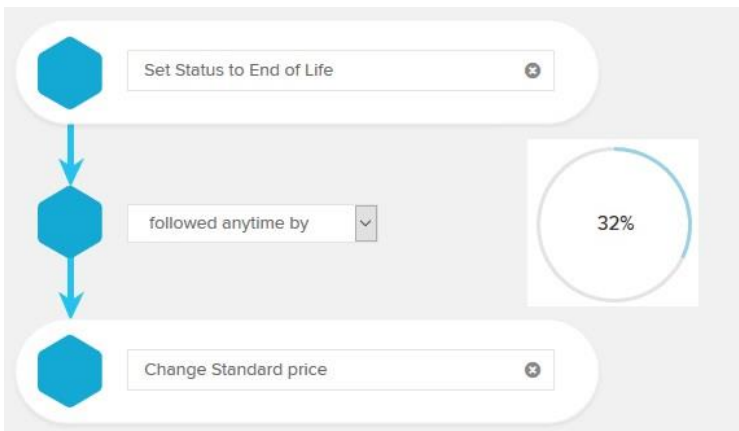 Set Status to End of Life
followed anytime by
32%
Change Standard price